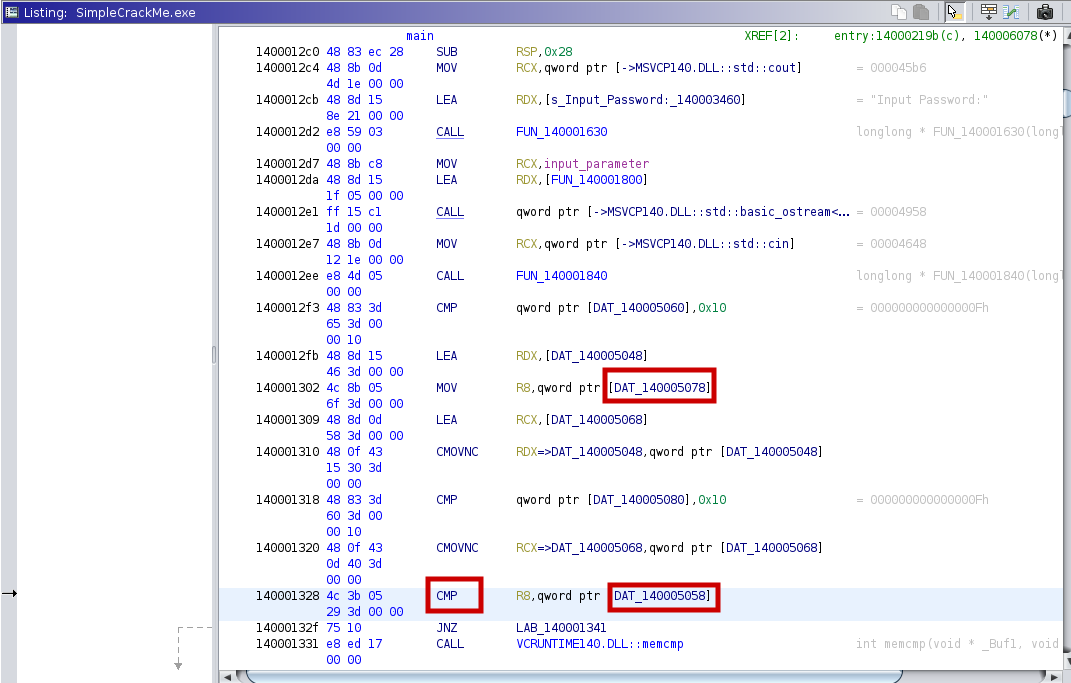 Listing: SimpleCrackMe.exe
main XREF[2]: entry:14000219b(c), 140006078(*)
1400012c0 48 83 ec 28 SUB RSP,0x28
1400012c4 48 8b 0d MOV RCX,qword ptr [->MSVCP140.DLL::std::cout] = 000045b6
4d 1e 00 00
1400012cb 48 8d 15 LEA RDX,[s_Input_Password:_140003460] = "Input Password:"
8e 21 00 00
1400012d2 e8 59 03 CALL FUN_140001630 longlong * FUN_140001630(longl
00 00
1400012d7 48 8b c8 MOV RCX,input_parameter
1400012da 48 8d 15 LEA RDX,[FUN_140001800]
1f 05 00 00
1400012e1 ff 15 c1 CALL qword ptr [->MSVCP140.DLL::std::basic_ostream<... = 00004958
1d 00 00
1400012e7 48 8b 0d MOV RCX,qword ptr [->MSVCP140.DLL::std::cin] = 00004648
12 1e 00 00
1400012ee e8 4d 05 CALL FUN_140001840 longlong * FUN_140001840(longl
00 00
1400012f3 48 83 3d CMP qword ptr [DAT_140005060],0x10 = 000000000000000Fh
65 3d 00
00 10
1400012fb 48 8d 15 LEA RDX,[DAT_140005048]
46 3d 00 00
140001302 4c 8b 05 MOV R8,qword ptr [DAT_140005078]
6f 3d 00 00
140001309 48 8d 0d LEA RCX,[DAT_140005068]
58 3d 00 00
140001310 48 0f 43 CMOVNC RDX=>DAT_140005048,qword ptr [DAT_140005048]
15 30 3d
00 00
140001318 48 83 3d CMP qword ptr [DAT_140005080],0x10 = 000000000000000Fh
60 3d 00
00 10
140001320 48 0f 43 CMOVNC RCX=>DAT_140005068,qword ptr [DAT_140005068]
0d 40 3d
00 00
140001328 4c 3b 05 CMP R8,qword ptr [DAT_140005058]
29 3d 00 00
14000132f 75 10 JNZ LAB_140001341
140001331 e8 ed 17 CALL VCRUNTIME140.DLL::memcmp int memcmp(void * _Buf1, void
00 00